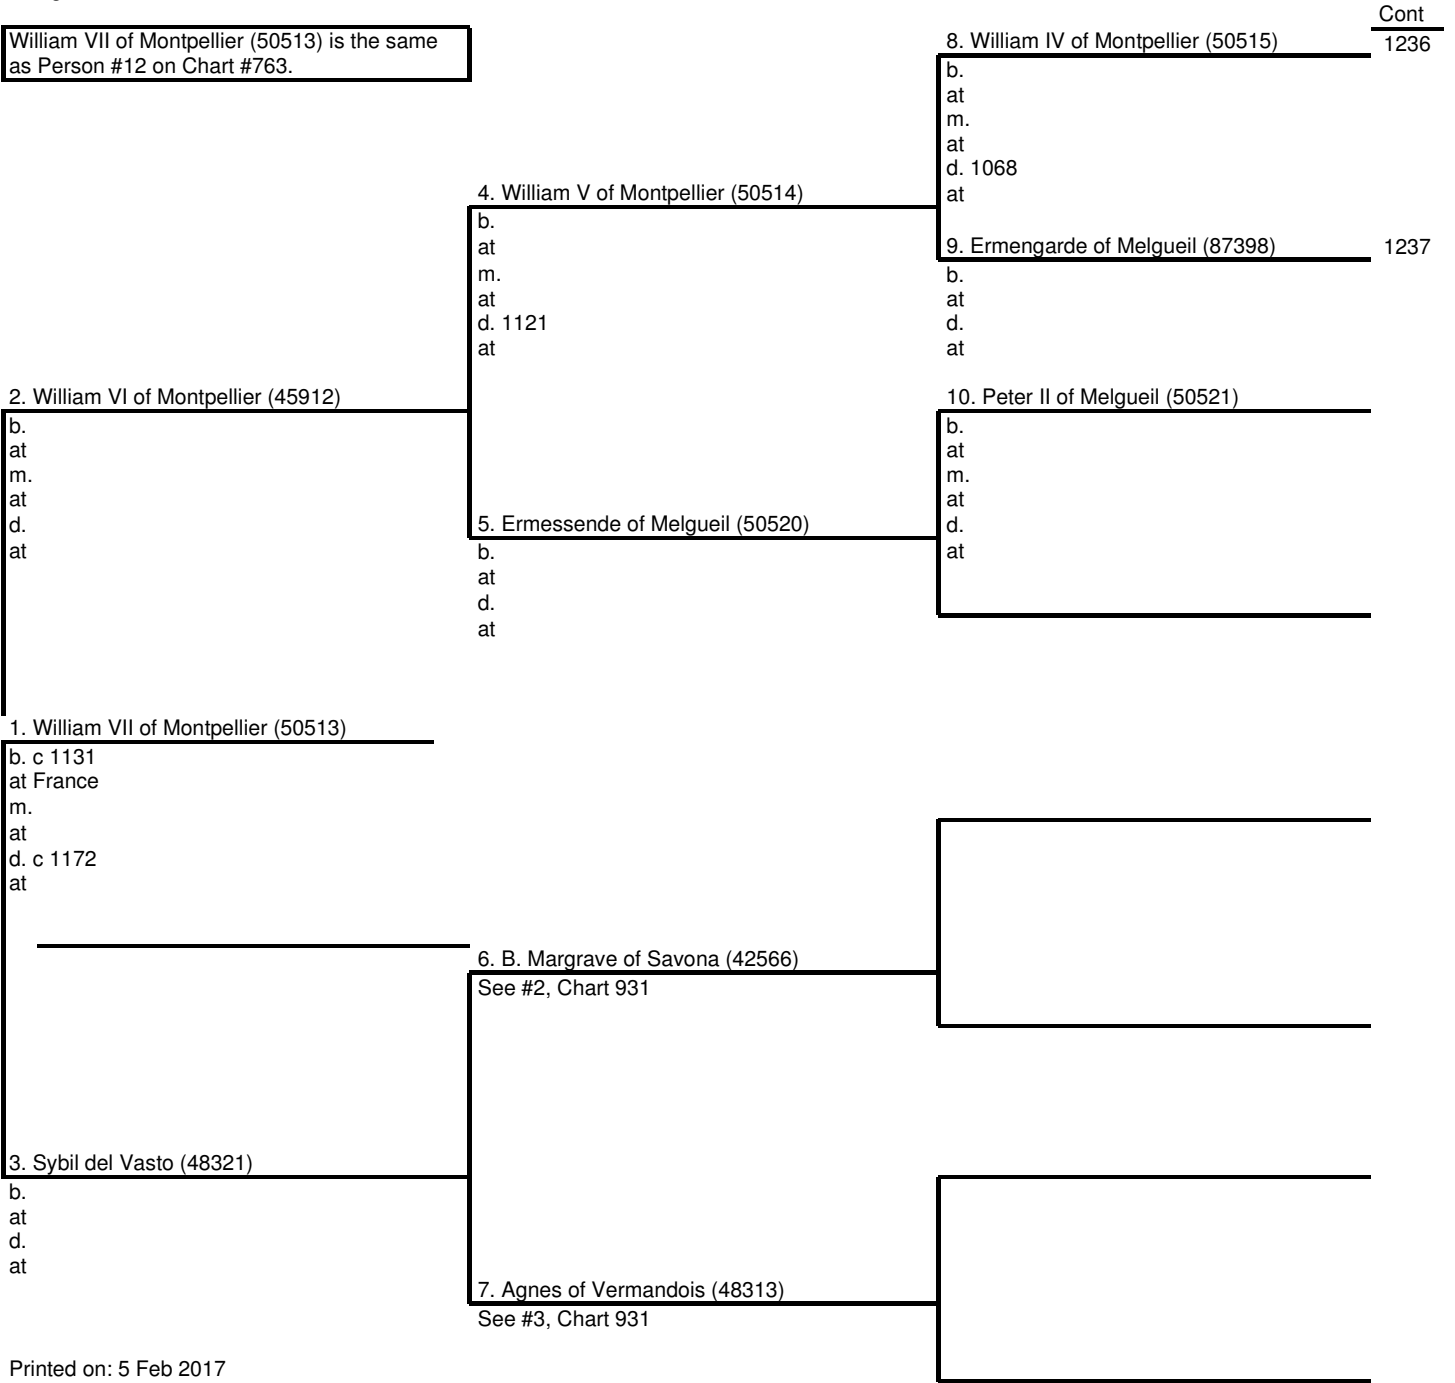 Cont
William VII of Montpellier (50513) is the same
as Person #12 on Chart #763.
8. William IV of Montpellier (50515)
1236
b.
at
m.
at
d. 1068
at
4. William V of Montpellier (50514)
b.
at
m.
at
d. 1121
at
9. Ermengarde of Melgueil (87398)
1237
b.
at
d.
at
2. William VI of Montpellier (45912)
b.
at
m.
at
d.
at
10. Peter II of Melgueil (50521)
b.
at
m.
at
d.
at
5. Ermessende of Melgueil (50520)
b.
at
d.
at
1. William VII of Montpellier (50513)
b. c 1131
at France
m.
at
d. c 1172
at
6. B. Margrave of Savona (42566)
See #2, Chart 931
3. Sybil del Vasto (48321)
b.
at
d.
at
7. Agnes of Vermandois (48313)
See #3, Chart 931
Printed on: 5 Feb 2017